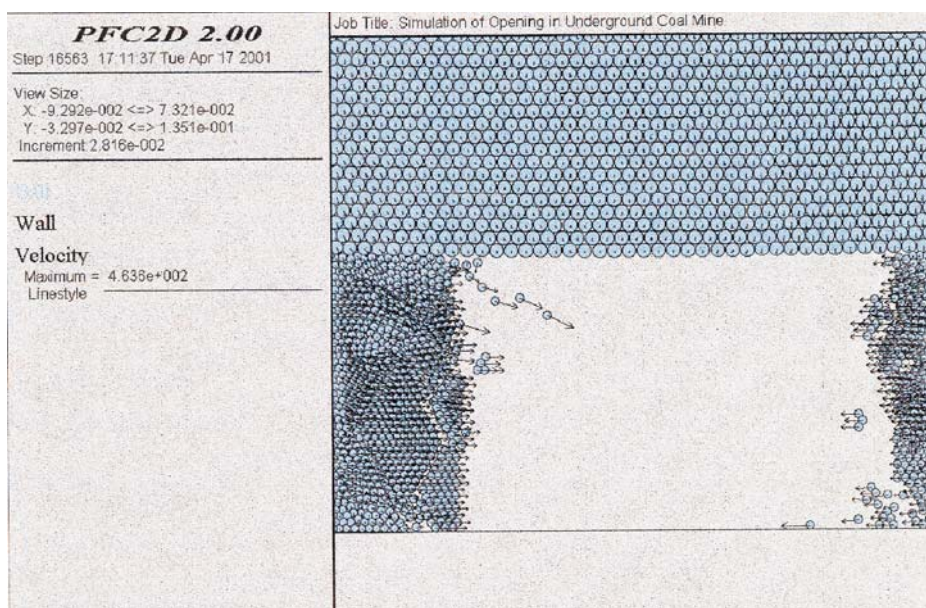 PFC2D 2.00
Step 16563 17:11:37 Tue Apr 17 2001
View Size:
X: -9.292e-002 <=> 7.321e-002
Y: -3.297e-002 <=> 1.351e-001
Increment 2.816e-002
Wall
Velocity
Maximum = 4.636e+002
Linestyle
Job Title: Simulation of Opening in Underground Coal Mine